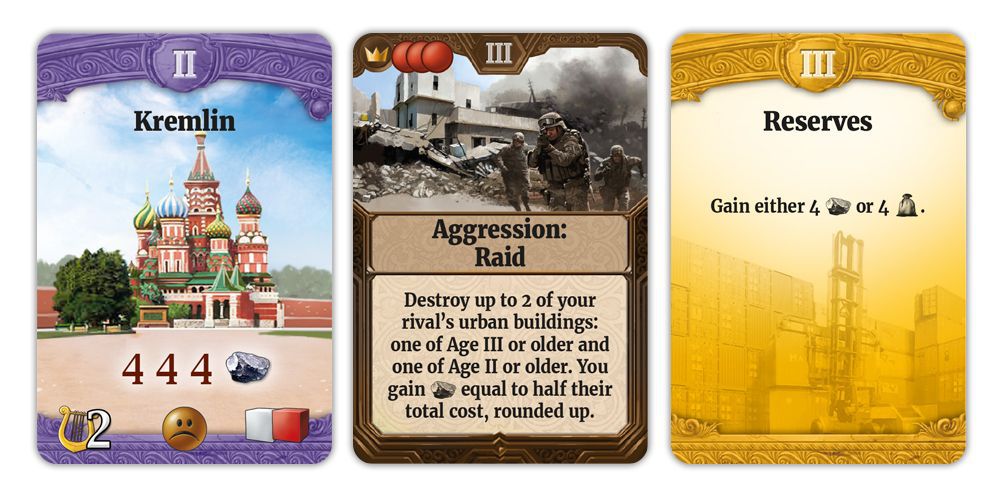 II
Kremlin
4 4 4
2
III
Aggression:
Raid
Destroy up to 2 of your
rival’s urban buildings:
one of Age III or older and
one of Age II or older. You
gain equal to half their
total cost, rounded up.
III
Reserves
Gain either 4 or 4 .